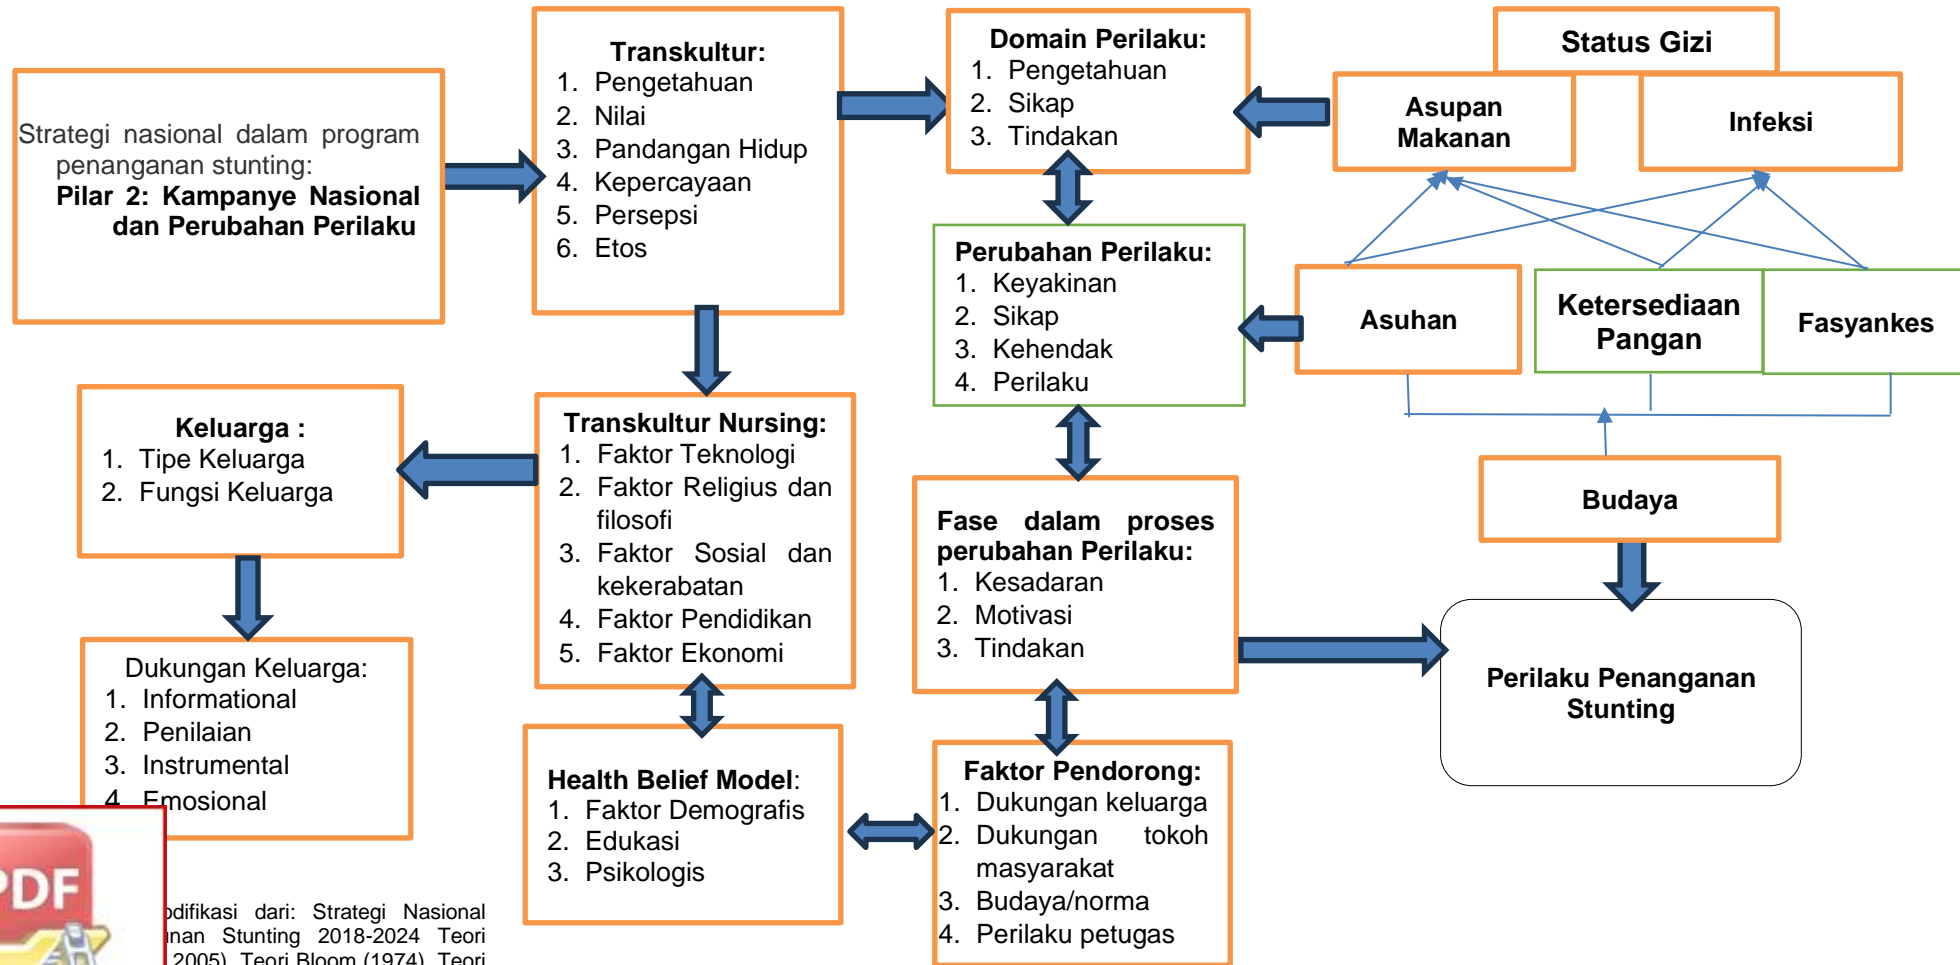 Strategi nasional dalam program
penanganan stunting:
Pilar 2: Kampanye Nasional
dan Perubahan Perilaku
Transkultur:
1. Pengetahuan
2. Nilai
3. Pandangan Hidup
4. Kepercayaan
5. Persepsi
6. Etos
Domain Perilaku:
1. Pengetahuan
2. Sikap
3. Tindakan
Status Gizi
Asupan
Makanan
Infeksi
Perubahan Perilaku:
1. Keyakinan
2. Sikap
3. Kehendak
4. Perilaku
Asuhan
Ketersediaan
Pangan
Fasyankes
Keluarga :
1. Tipe Keluarga
2. Fungsi Keluarga
Transkultur Nursing:
1. Faktor Teknologi
2. Faktor Religius dan
filosofi
3. Faktor Sosial dan
kekerabatan
4. Faktor Pendidikan
5. Faktor Ekonomi
Fase dalam proses
perubahan Perilaku:
1. Kesadaran
2. Motivasi
3. Tindakan
Budaya
Perilaku Penanganan
Stunting
Dukungan Keluarga:
1. Informational
2. Penilaian
3. Instrumental
4. Emosional
Health Belief Model:
1. Faktor Demografis
2. Edukasi
3. Psikologis
Faktor Pendorong:
1. Dukungan keluarga
2. Dukungan tokoh
masyarakat
3. Budaya/norma
4. Perilaku petugas
PDF
dari: Strategi Nasional
Stunting 2018-2024 Teori
2005), Teori Bloom (1974), Teori